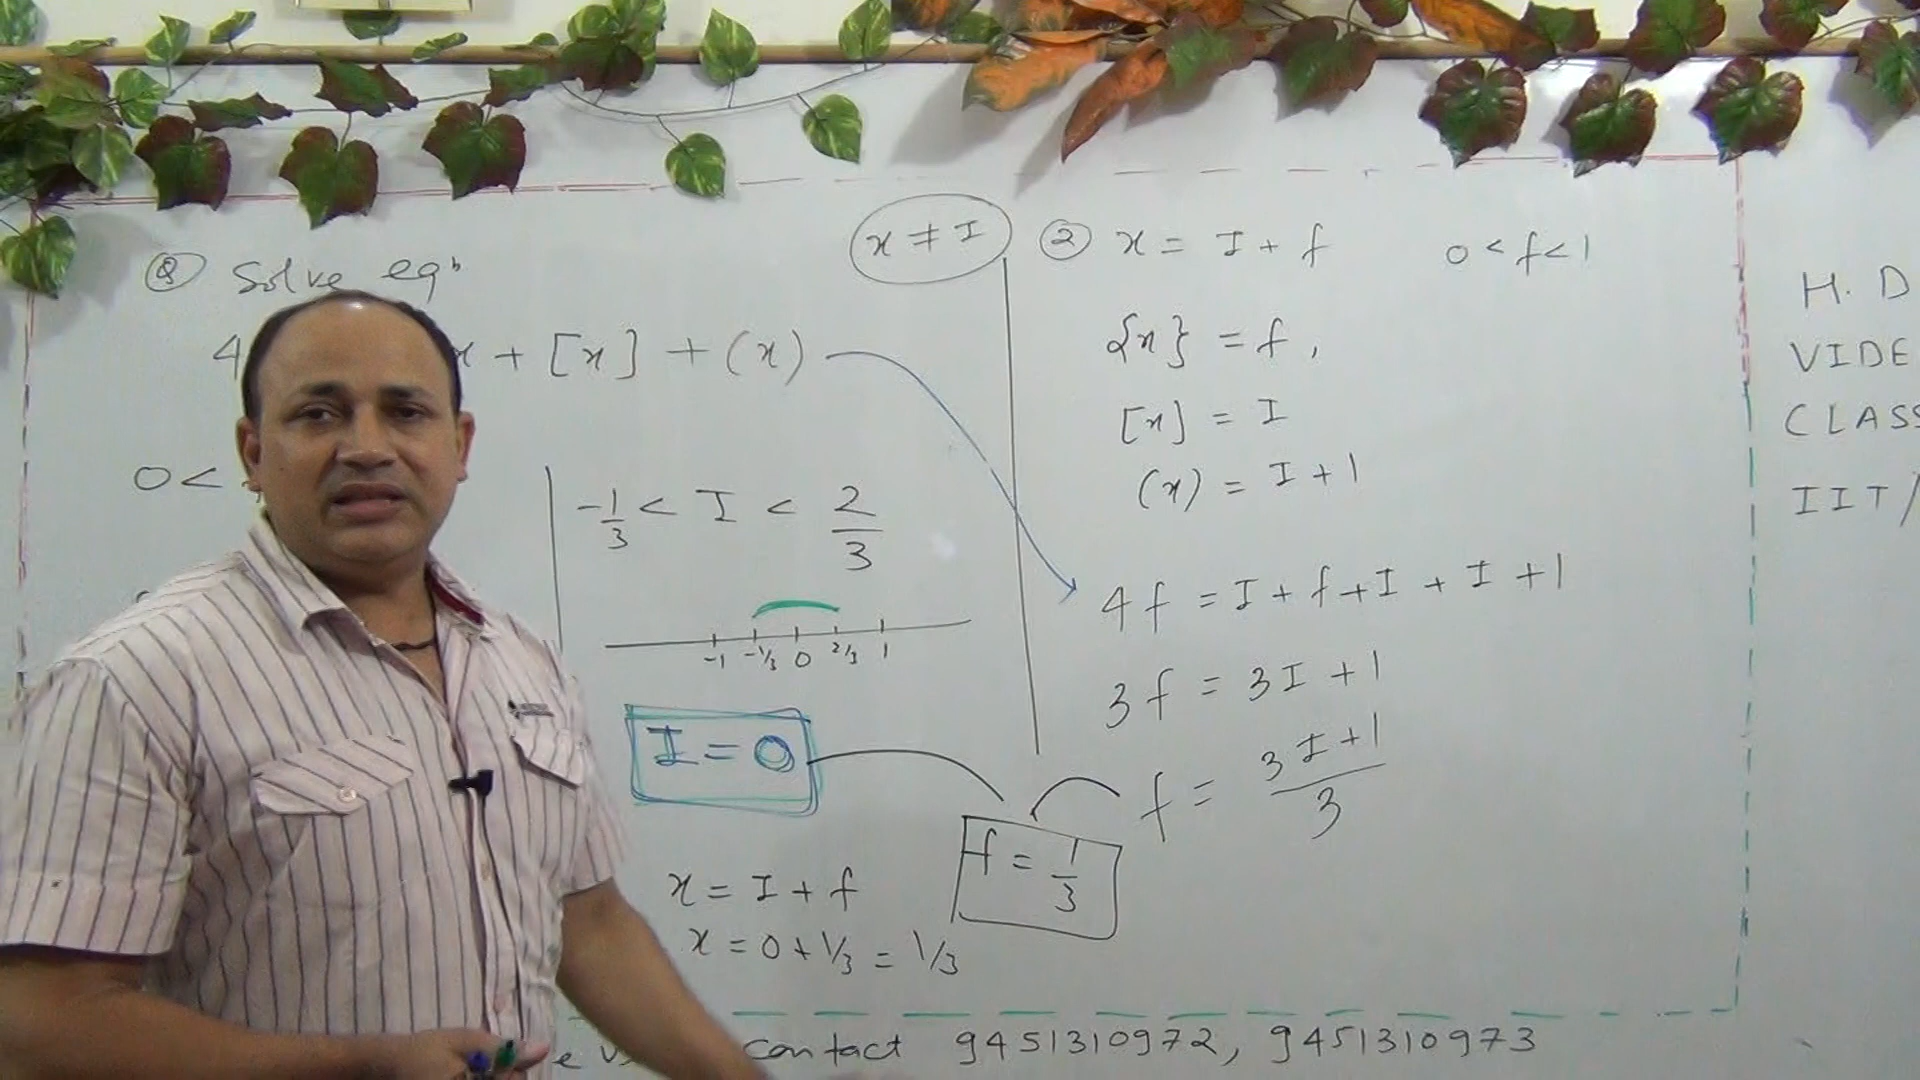 Q Solve eqn
4 x + [x] + (x)
0 <
-1/3 < I < 2/3
-1 -1/3 0 2/3 1
I = 0
x = I + f
x = 0 + 1/3 = 1/3
x ≠ I
② x = I + f 0 < f < 1
{x} = f ,
[x] = I
(x) = I + 1
4f = I + f + I + I + 1
3f = 3I + 1
f = 3I + 1 / 3
f = 1/3
contact 9451310972, 9451310973
H. D
VIDE
CLASS
IIT/